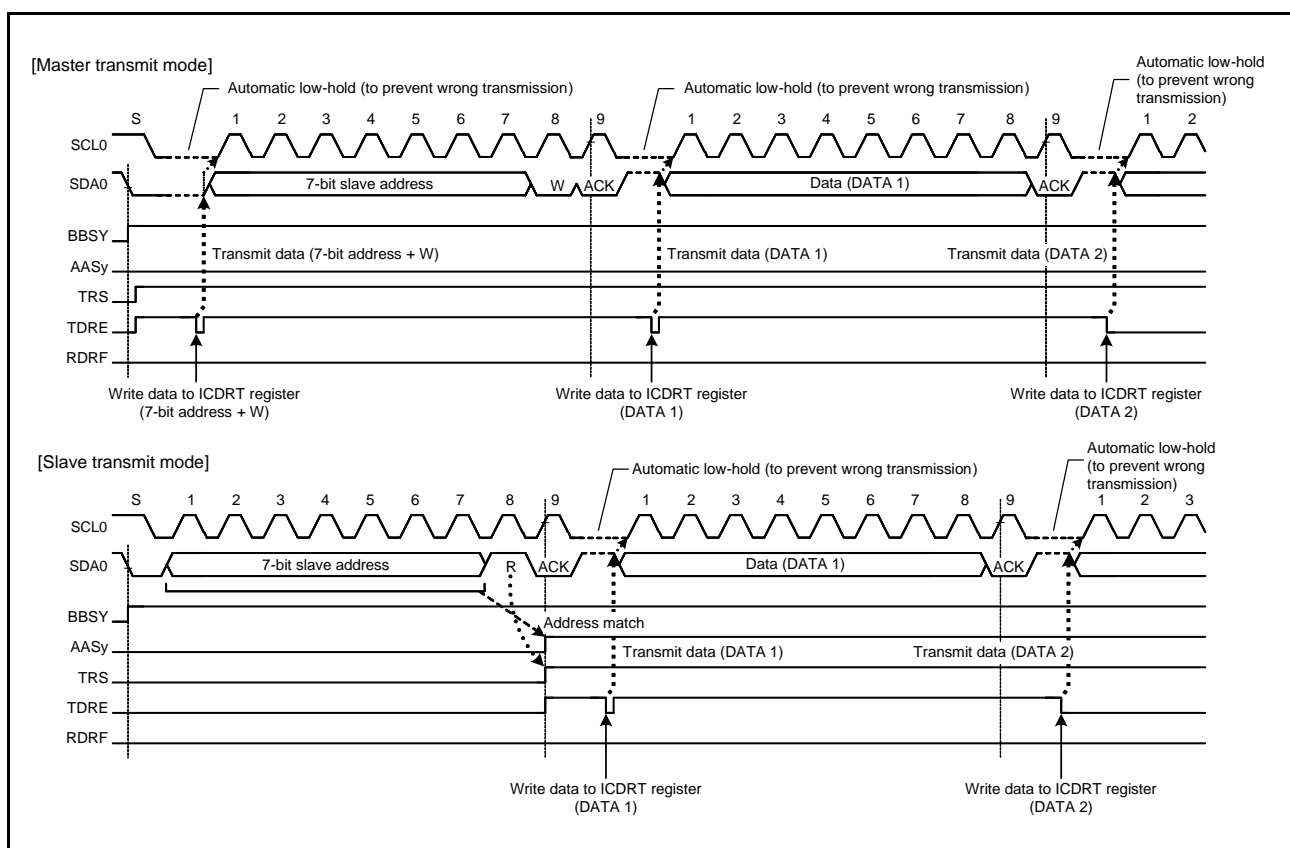 [Master transmit mode]
Automatic low-hold (to prevent wrong transmission)
Automatic low-hold (to prevent wrong transmission)
Automatic low-hold
(to prevent wrong
transmission)
S 1 2 3 4 5 6 7 8 9 1 2 3 4 5 6 7 8 9 1 2
SCL0
SDA0 7-bit slave address W ACK Data (DATA 1) ACK
BBSY
Transmit data (7-bit address + W) Transmit data (DATA 1) Transmit data (DATA 2)
AASy
TRS
TDRE
RDRF
Write data to ICDRT register
(7-bit address + W)
Write data to ICDRT register
(DATA 1)
Write data to ICDRT register
(DATA 2)
[Slave transmit mode]
Automatic low-hold (to prevent wrong transmission)
Automatic low-hold
(to prevent wrong
transmission)
S 1 2 3 4 5 6 7 8 9 1 2 3 4 5 6 7 8 9 1 2 3
SCL0
SDA0 7-bit slave address R ACK Data (DATA 1) ACK
BBSY
Address match
AASy
Transmit data (DATA 1) Transmit data (DATA 2)
TRS
TDRE
RDRF
Write data to ICDRT register
(DATA 1)
Write data to ICDRT register
(DATA 2)